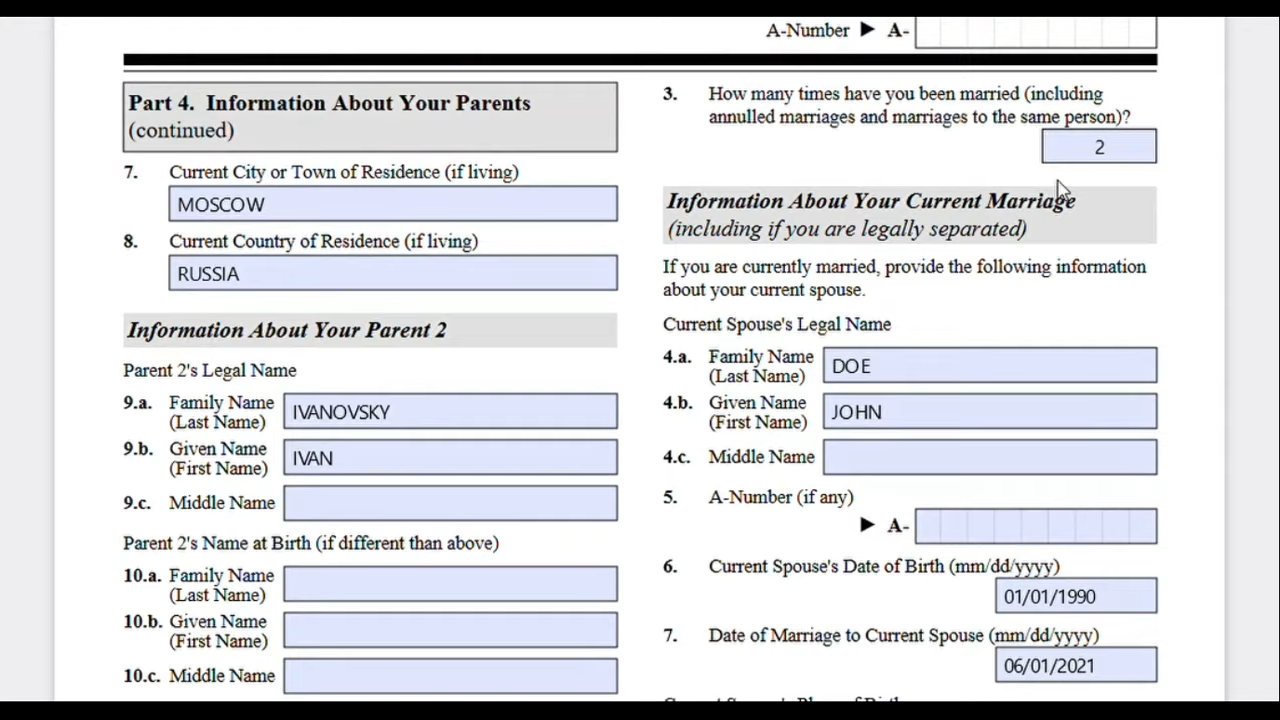 A-Number ► A-
Part 4. Information About Your Parents
(continued)
7. Current City or Town of Residence (if living)
MOSCOW
8. Current Country of Residence (if living)
RUSSIA
Information About Your Parent 2
Parent 2's Legal Name
9.a. Family Name
(Last Name)
IVANOVSKY
9.b. Given Name
(First Name)
IVAN
9.c. Middle Name
Parent 2's Name at Birth (if different than above)
10.a. Family Name
(Last Name)
10.b. Given Name
(First Name)
10.c. Middle Name
3. How many times have you been married (including
annulled marriages and marriages to the same person)?
2
Information About Your Current Marriage
(including if you are legally separated)
If you are currently married, provide the following information
about your current spouse.
Current Spouse's Legal Name
4.a. Family Name
(Last Name)
DOE
4.b. Given Name
(First Name)
JOHN
4.c. Middle Name
5. A-Number (if any)
► A-
6. Current Spouse's Date of Birth (mm/dd/yyyy)
01/01/1990
7. Date of Marriage to Current Spouse (mm/dd/yyyy)
06/01/2021